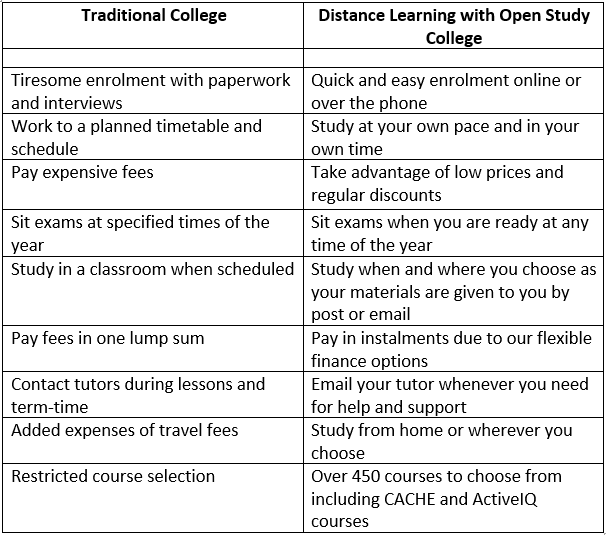 Traditional College
Distance Learning with Open Study
College
Tiresome enrolment with paperwork
and interviews
Quick and easy enrolment online or
over the phone
Work to a planned timetable and
schedule
Study at your own pace and in your
own time
Pay expensive fees
Take advantage of low prices and
regular discounts
Sit exams at specified times of the
year
Sit exams when you are ready at any
time of the year
Study in a classroom when scheduled
Study when and where you choose as
your materials are given to you by
post or email
Pay fees in one lump sum
Pay in instalments due to our flexible
finance options
Contact tutors during lessons and
term-time
Email your tutor whenever you need
for help and support
Added expenses of travel fees
Study from home or wherever you
choose
Restricted course selection
Over 450 courses to choose from
including CACHE and ActiveIQ
courses